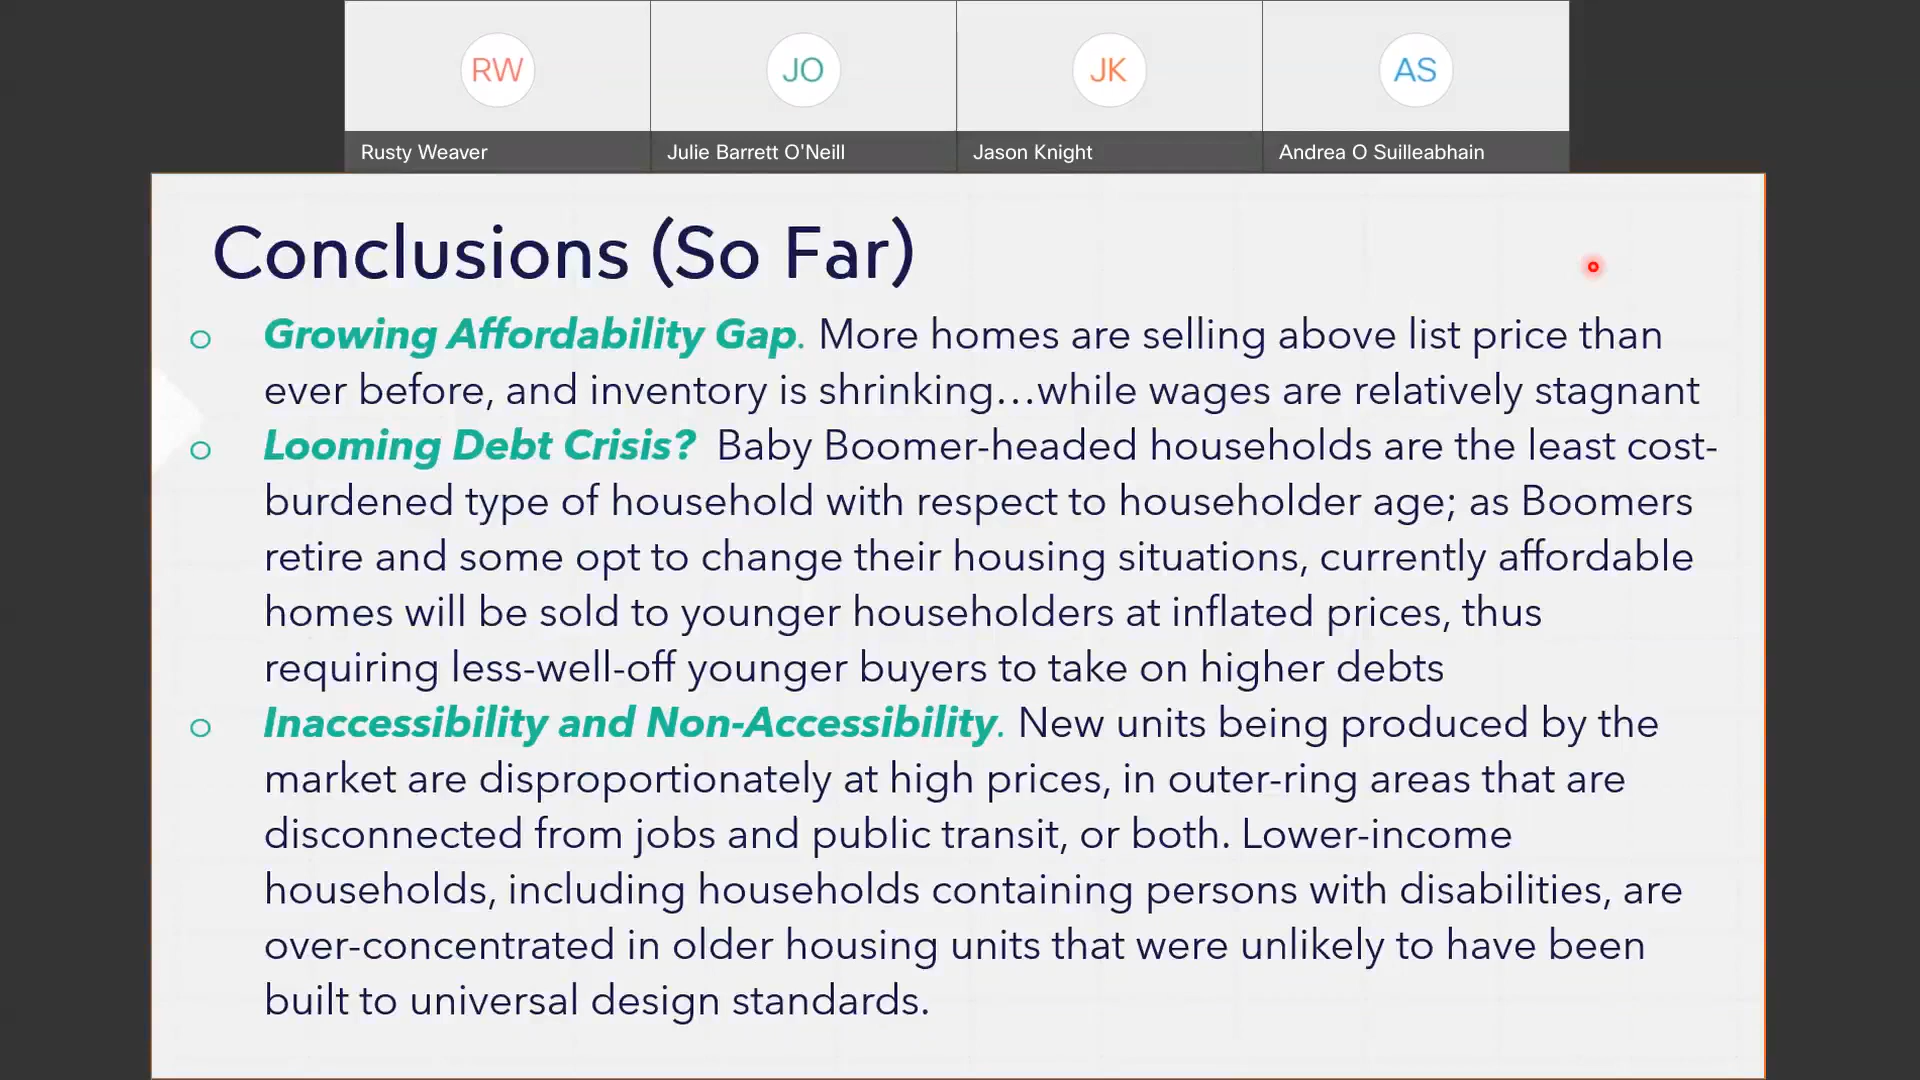 RW
JO
JK
AS
Rusty Weaver
Julie Barrett O'Neill
Jason Knight
Andrea O Suilleabhain
Conclusions (So Far)
o Growing Affordability Gap. More homes are selling above list price than
ever before, and inventory is shrinking...while wages are relatively stagnant
o Looming Debt Crisis? Baby Boomer-headed households are the least cost-
burdened type of household with respect to householder age; as Boomers
retire and some opt to change their housing situations, currently affordable
homes will be sold to younger householders at inflated prices, thus
requiring less-well-off younger buyers to take on higher debts
o Inaccessibility and Non-Accessibility. New units being produced by the
market are disproportionately at high prices, in outer-ring areas that are
disconnected from jobs and public transit, or both. Lower-income
households, including households containing persons with disabilities, are
over-concentrated in older housing units that were unlikely to have been
built to universal design standards.